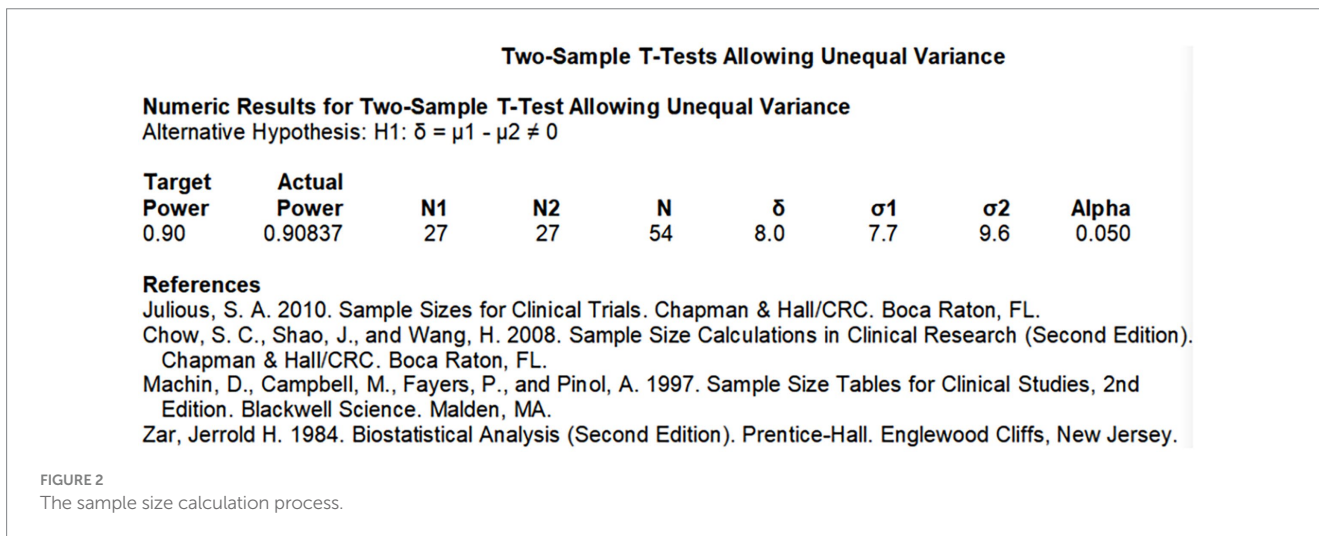 Two-Sample T-Tests Allowing Unequal Variance
Numeric Results for Two-Sample T-Test Allowing Unequal Variance
Alternative Hypothesis: H1: δ = μ1 - μ2 ≠ 0
Target Actual
Power Power N1 N2 N δ σ1 σ2 Alpha
0.90 0.90837 27 27 54 8.0 7.7 9.6 0.050
References
Julious, S. A. 2010. Sample Sizes for Clinical Trials. Chapman & Hall/CRC. Boca Raton, FL.
Chow, S. C., Shao, J., and Wang, H. 2008. Sample Size Calculations in Clinical Research (Second Edition).
Chapman & Hall/CRC. Boca Raton, FL.
Machin, D., Campbell, M., Fayers, P., and Pinol, A. 1997. Sample Size Tables for Clinical Studies, 2nd
Edition. Blackwell Science. Malden, MA.
Zar, Jerrold H. 1984. Biostatistical Analysis (Second Edition). Prentice-Hall. Englewood Cliffs, New Jersey.
FIGURE 2
The sample size calculation process.